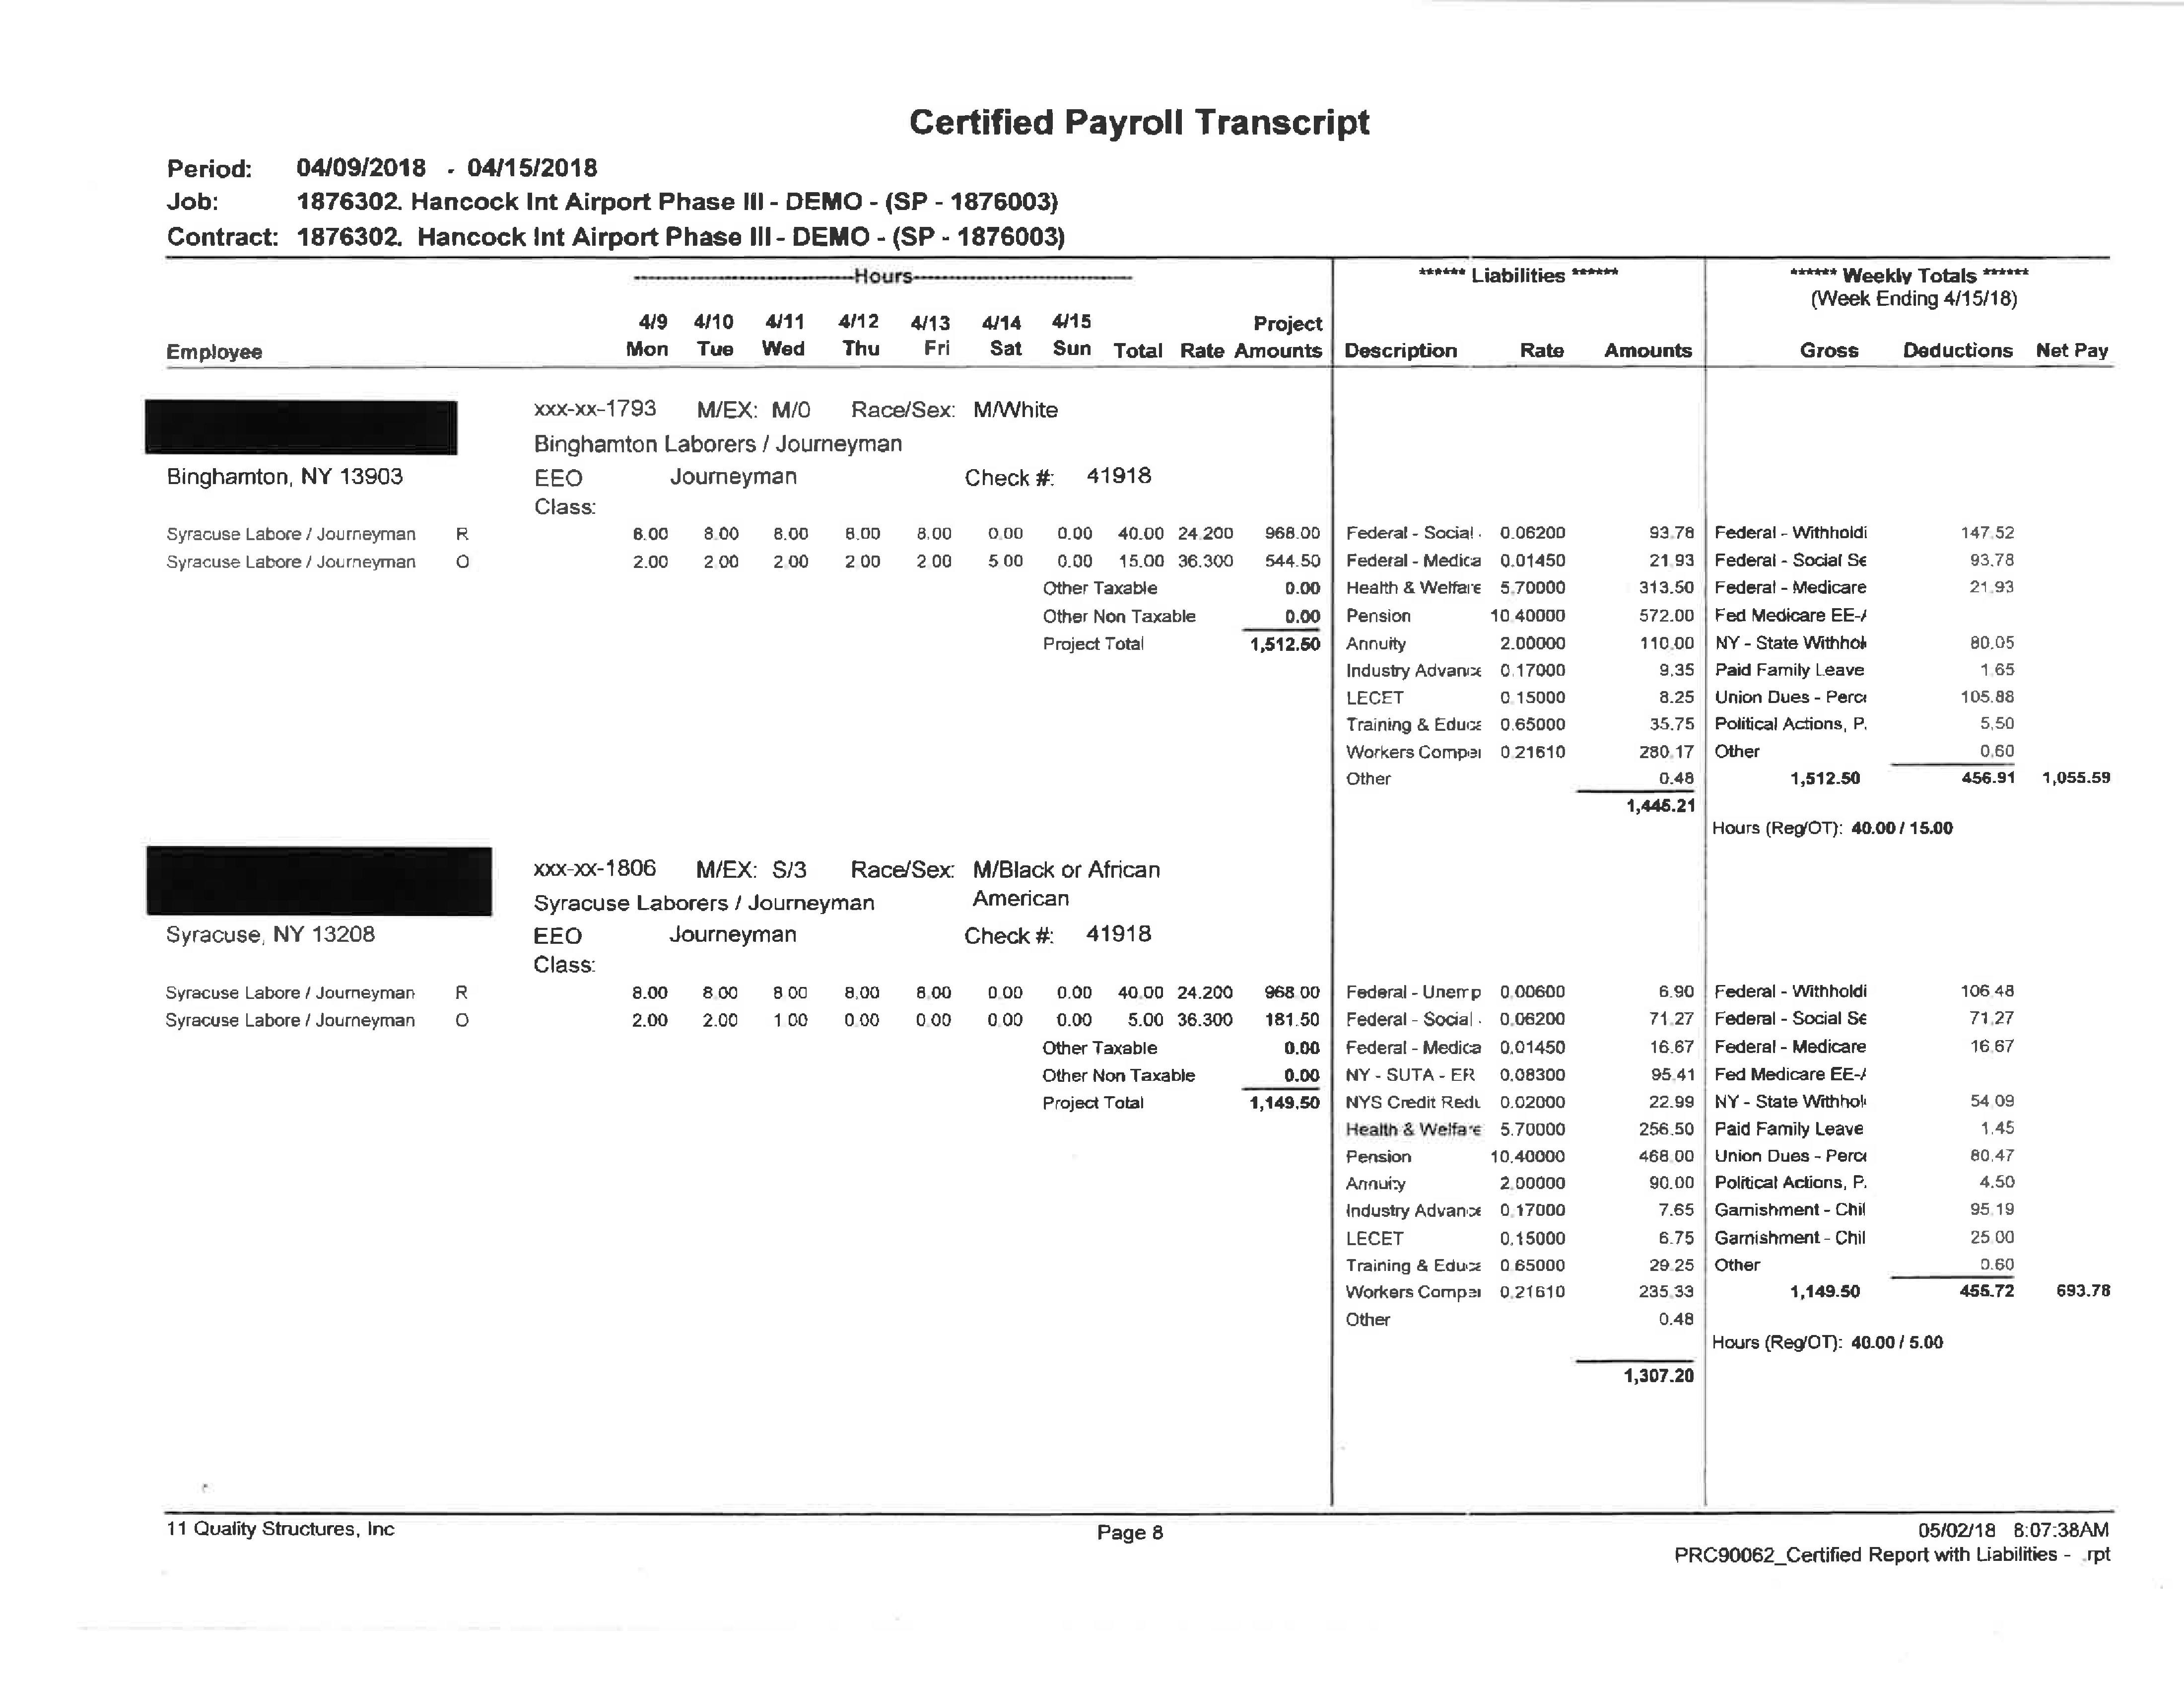 Certified Payroll Transcript
Period: 04/09/2018 - 04/15/2018
Job: 1876302. Hancock Int Airport Phase III - DEMO - (SP - 1876003)
Contract: 1876302. Hancock Int Airport Phase III - DEMO - (SP - 1876003)
Hours ****** Liabilities ****** ****** Weekly Totals ******
(Week Ending 4/15/18)
4/9 4/10 4/11 4/12 4/13 4/14 4/15 Project
Employee Mon Tue Wed Thu Fri Sat Sun Total Rate Amounts Description Rate Amounts Gross Deductions Net Pay
xxx-xx-1793 M/EX: M/0 Race/Sex: M/White
Binghamton Laborers / Journeyman
Binghamton, NY 13903 EEO Journeyman Check #: 41918
Class:
Syracuse Labore / Journeyman R 8.00 8.00 8.00 8.00 8.00 0.00 0.00 40.00 24.200 968.00 Federal - Social . 0.06200 93.78 Federal - Withholdi 147.52
Syracuse Labore / Journeyman O 2.00 2.00 2.00 2.00 2.00 5.00 0.00 15.00 36.300 544.50 Federal - Medica 0.01450 21.93 Federal - Social Se 93.78
Other Taxable 0.00 Health & Welfare 5.70000 313.50 Federal - Medicare 21.93
Other Non Taxable 0.00 Pension 10.40000 572.00 Fed Medicare EE-/
Project Total 1,512.50 Annuity 2.00000 110.00 NY - State Withhol 80.05
Industry Advance 0.17000 9.35 Paid Family Leave 1.65
LECET 0.15000 8.25 Union Dues - Perce 105.88
Training & Educa 0.65000 35.75 Political Actions, P. 5.50
Workers Compei 0.21610 280.17 Other 0.60
Other 0.48 1,512.50 456.91 1,055.59
1,445.21
Hours (Reg/OT): 40.00 / 15.00
xxx-xx-1806 M/EX: S/3 Race/Sex: M/Black or African
Syracuse Laborers / Journeyman American
Syracuse, NY 13208 EEO Journeyman Check #: 41918
Class:
Syracuse Labore / Journeyman R 8.00 8.00 8.00 8.00 8.00 0.00 0.00 40.00 24.200 968.00 Federal - Unemp 0.00600 6.90 Federal - Withholdi 106.48
Syracuse Labore / Journeyman O 2.00 2.00 1.00 0.00 0.00 0.00 0.00 5.00 36.300 181.50 Federal - Social . 0.06200 71.27 Federal - Social Se 71.27
Other Taxable 0.00 Federal - Medica 0.01450 16.67 Federal - Medicare 16.67
Other Non Taxable 0.00 NY - SUTA - ER 0.08300 95.41 Fed Medicare EE-/
Project Total 1,149.50 NYS Credit Redu 0.02000 22.99 NY - State Withhol 54.09
Health & Welfare 5.70000 256.50 Paid Family Leave 1.45
Pension 10.40000 468.00 Union Dues - Perce 80.47
Annuity 2.00000 90.00 Political Actions, P. 4.50
Industry Advance 0.17000 7.65 Garnishment - Chil 95.19
LECET 0.15000 6.75 Garnishment - Chil 25.00
Training & Educa 0.65000 29.25 Other 0.60
Workers Compei 0.21610 235.33 1,149.50 455.72 693.78
Other 0.48
Hours (Reg/OT): 40.00 / 5.00
1,307.20
11 Quality Structures, Inc Page 8 05/02/18 8:07:38AM
PRC90062_Certified Report with Liabilities - .rpt